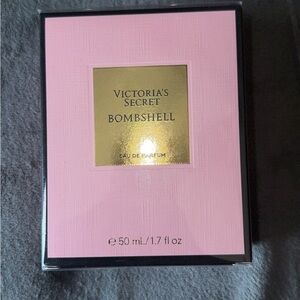 VICTORIA'S
SECRET
BOMBSHELL
EAU DE PARFUM
℮ 50 mL/1.7 fl oz